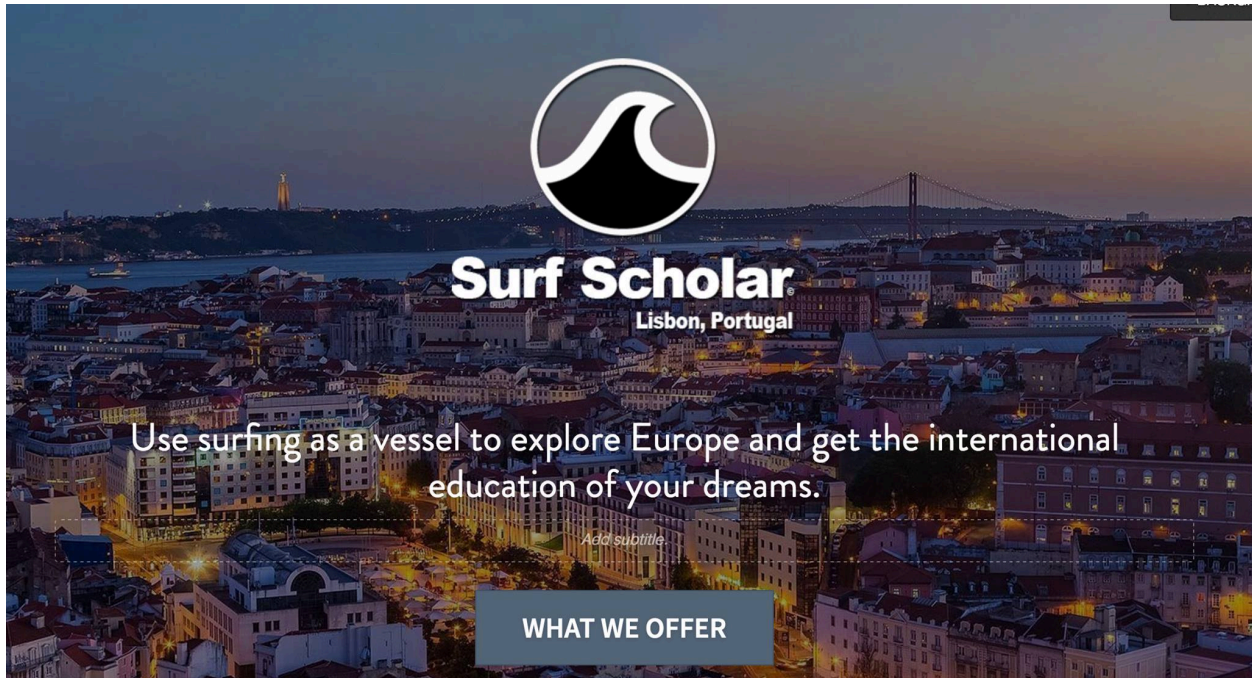 Surf Scholar©
Lisbon, Portugal
Use surfing as a vessel to explore Europe and get the international
education of your dreams.
Add subtitle.
WHAT WE OFFER